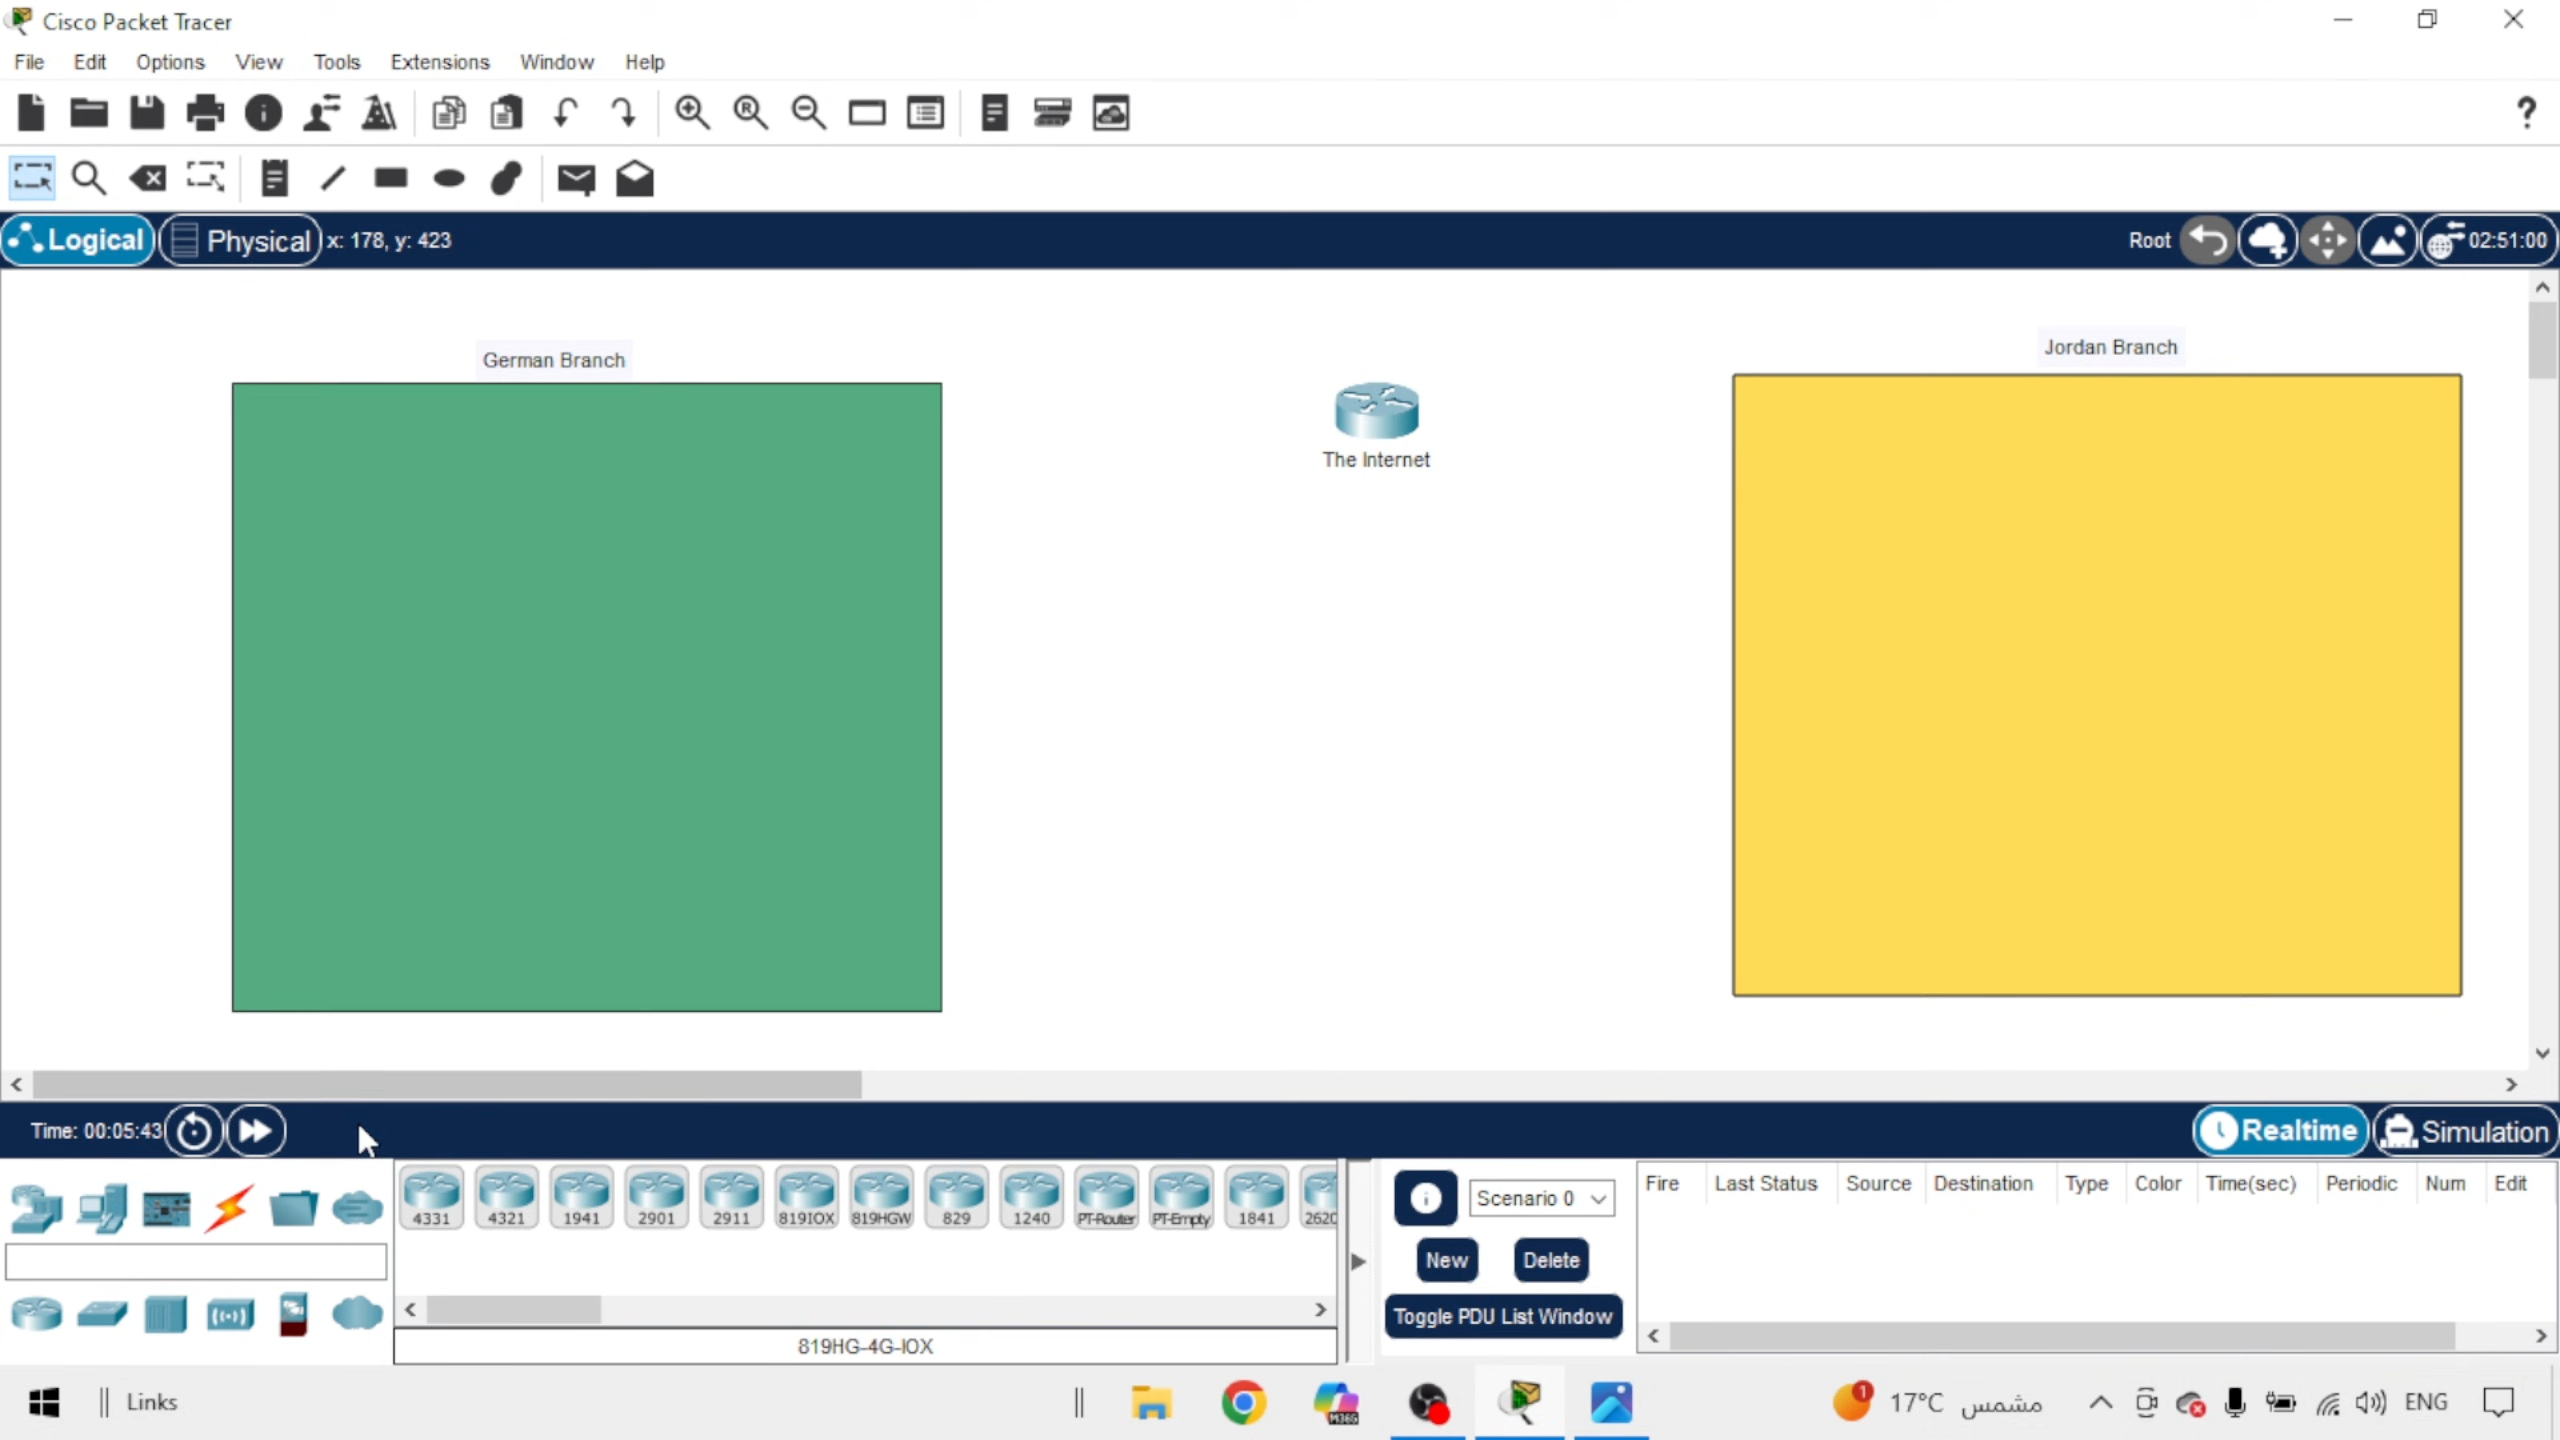 Cisco Packet Tracer
File Edit Options View Tools Extensions Window Help
Logical Physical x: 178, y: 423 Root 02:51:00
German Branch
Jordan Branch
The Internet
Time: 00:05:43 Realtime Simulation
4331 4321 1941 2901 2911 819IOX 819HGW 829 1240 PT-Router PT-Empty 1841 2620
Scenario 0
Fire Last Status Source Destination Type Color Time(sec) Periodic Num Edit
New Delete
Toggle PDU List Window
819HG-4G-IOX
Links M365 1 17°C مشمس ENG